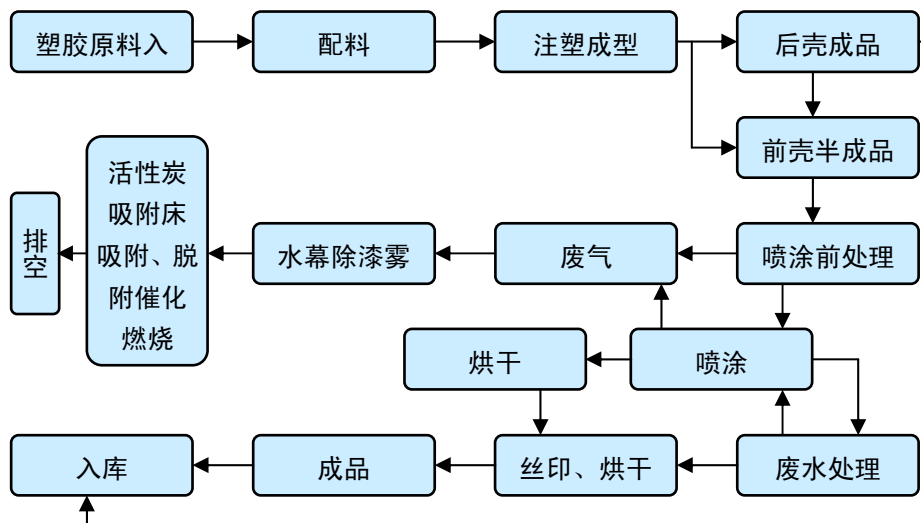 塑胶原料入
配料
注塑成型
后壳成品
前壳半成品
活性炭
吸附床
吸附、脱
附催化
燃烧
排空
水幕除漆雾
废气
喷涂前处理
烘干
喷涂
入库
成品
丝印、烘干
废水处理